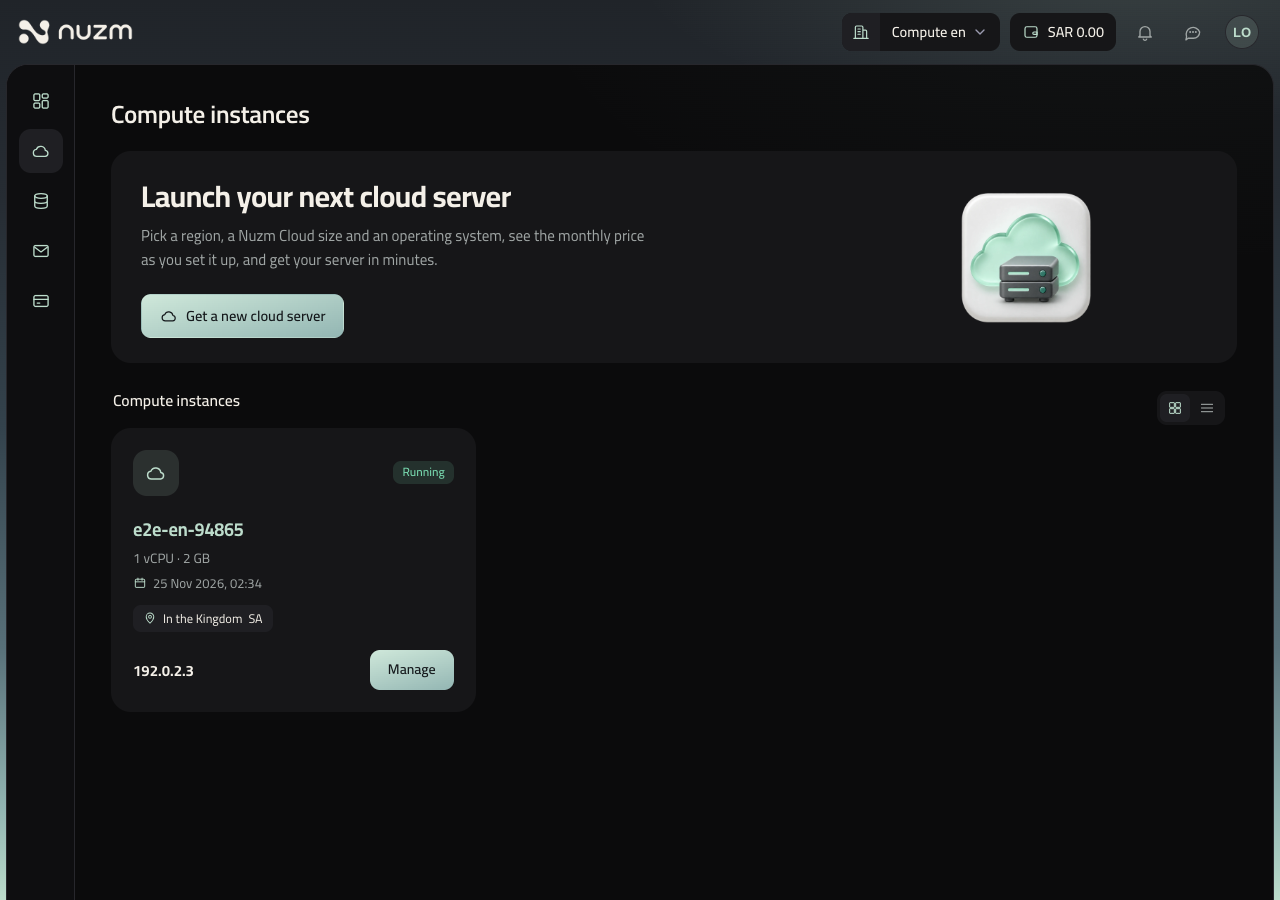 nuzm
Compute en
SAR 0.00
LO
Compute instances
Launch your next cloud server
Pick a region, a Nuzm Cloud size and an operating system, see the monthly price
as you set it up, and get your server in minutes.
Get a new cloud server
Compute instances
Running
e2e-en-94865
1 vCPU · 2 GB
25 Nov 2026, 02:34
In the Kingdom SA
192.0.2.3
Manage